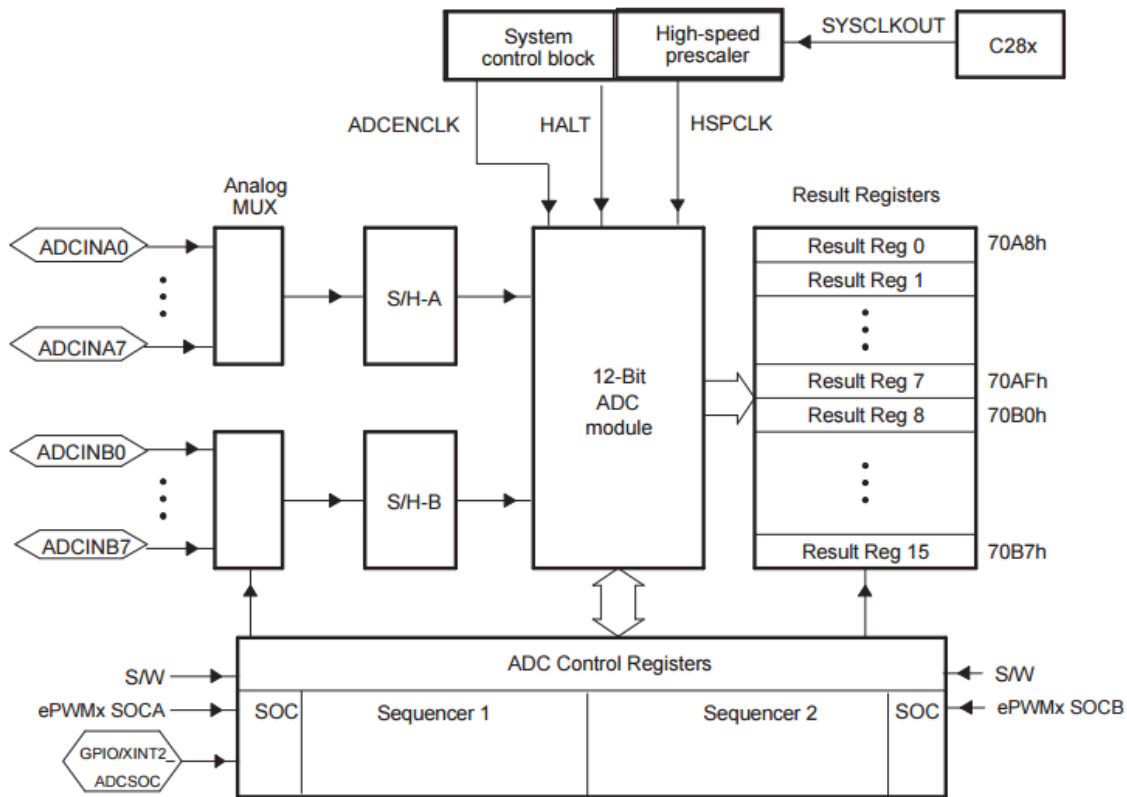 System
control block
High-speed
prescaler
SYSCLKOUT
C28x
ADCENCLK
HALT
HSPCLK
Analog
MUX
Result Registers
ADCINA0
ADCINA7
S/H-A
12-Bit
ADC
module
Result Reg 0
70A8h
Result Reg 1
Result Reg 7
70AFh
Result Reg 8
70B0h
Result Reg 15
70B7h
ADCINB0
ADCINB7
S/H-B
ADC Control Registers
S/W
S/W
ePWMx SOCA
SOC
Sequencer 1
Sequencer 2
SOC
ePWMx SOCB
GPIO/XINT2_
ADCSOC